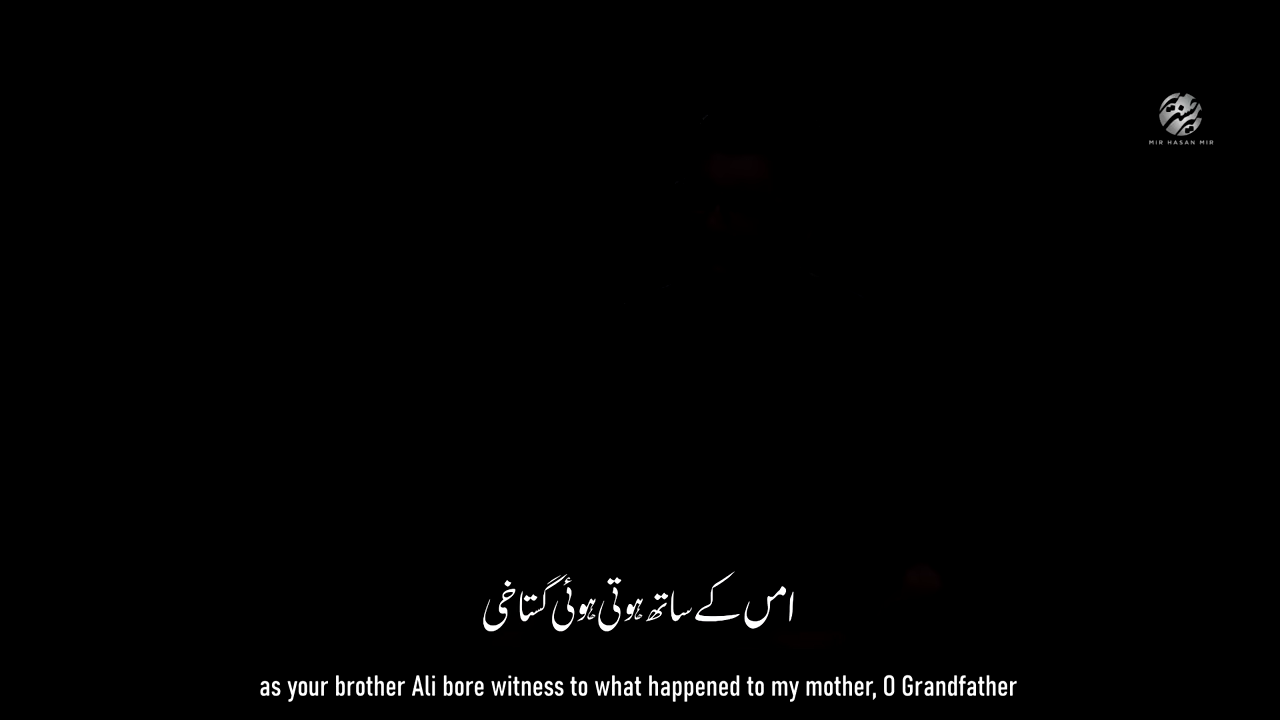 MIR HASAN MIR
امس کے ساتھ ہوتی ہوئی گستاخی
as your brother Ali bore witness to what happened to my mother, O Grandfather